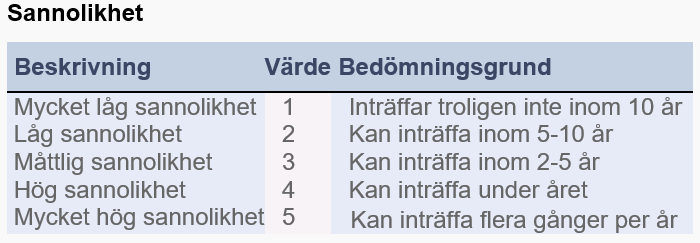 Sannolikhet
Beskrivning Värde Bedömningsgrund
Mycket låg sannolikhet 1 Inträffar troligen inte inom 10 år
Låg sannolikhet 2 Kan inträffa inom 5-10 år
Måttlig sannolikhet 3 Kan inträffa inom 2-5 år
Hög sannolikhet 4 Kan inträffa under året
Mycket hög sannolikhet 5 Kan inträffa flera gånger per år